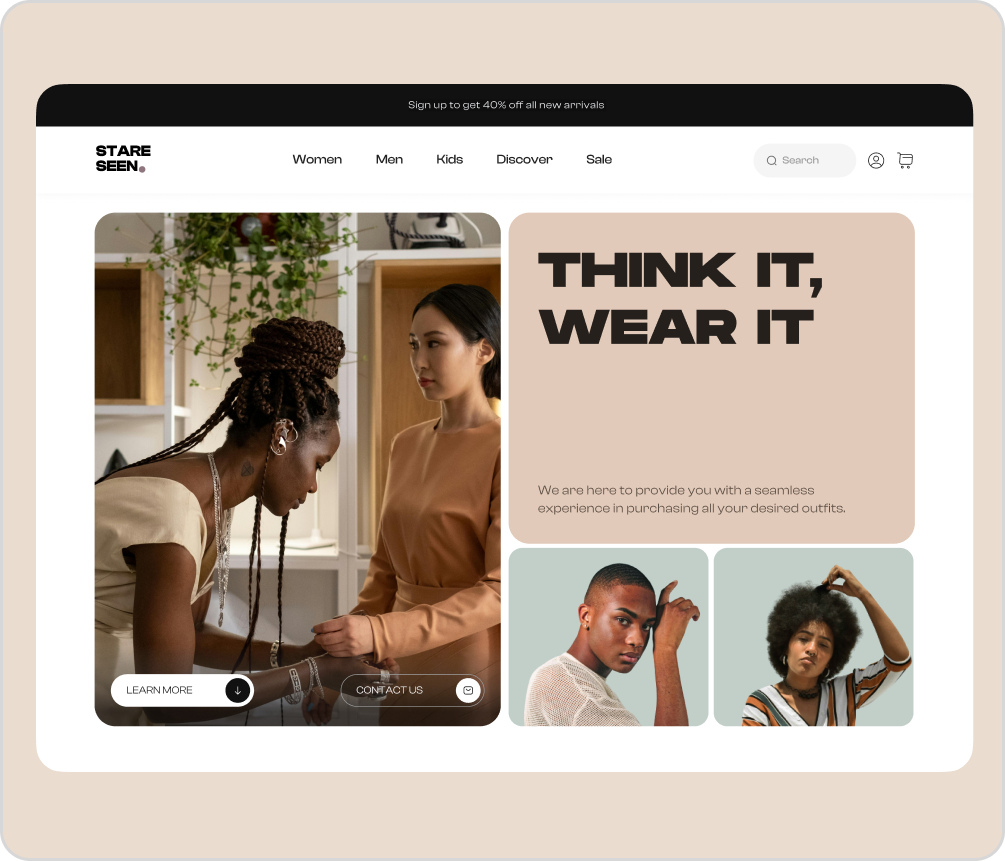 Sign up to get 40% off all new arrivals
STARE
SEEN.
Women Men Kids Discover Sale
Search
THINK IT,
WEAR IT
We are here to provide you with a seamless
experience in purchasing all your desired outfits.
LEARN MORE
CONTACT US